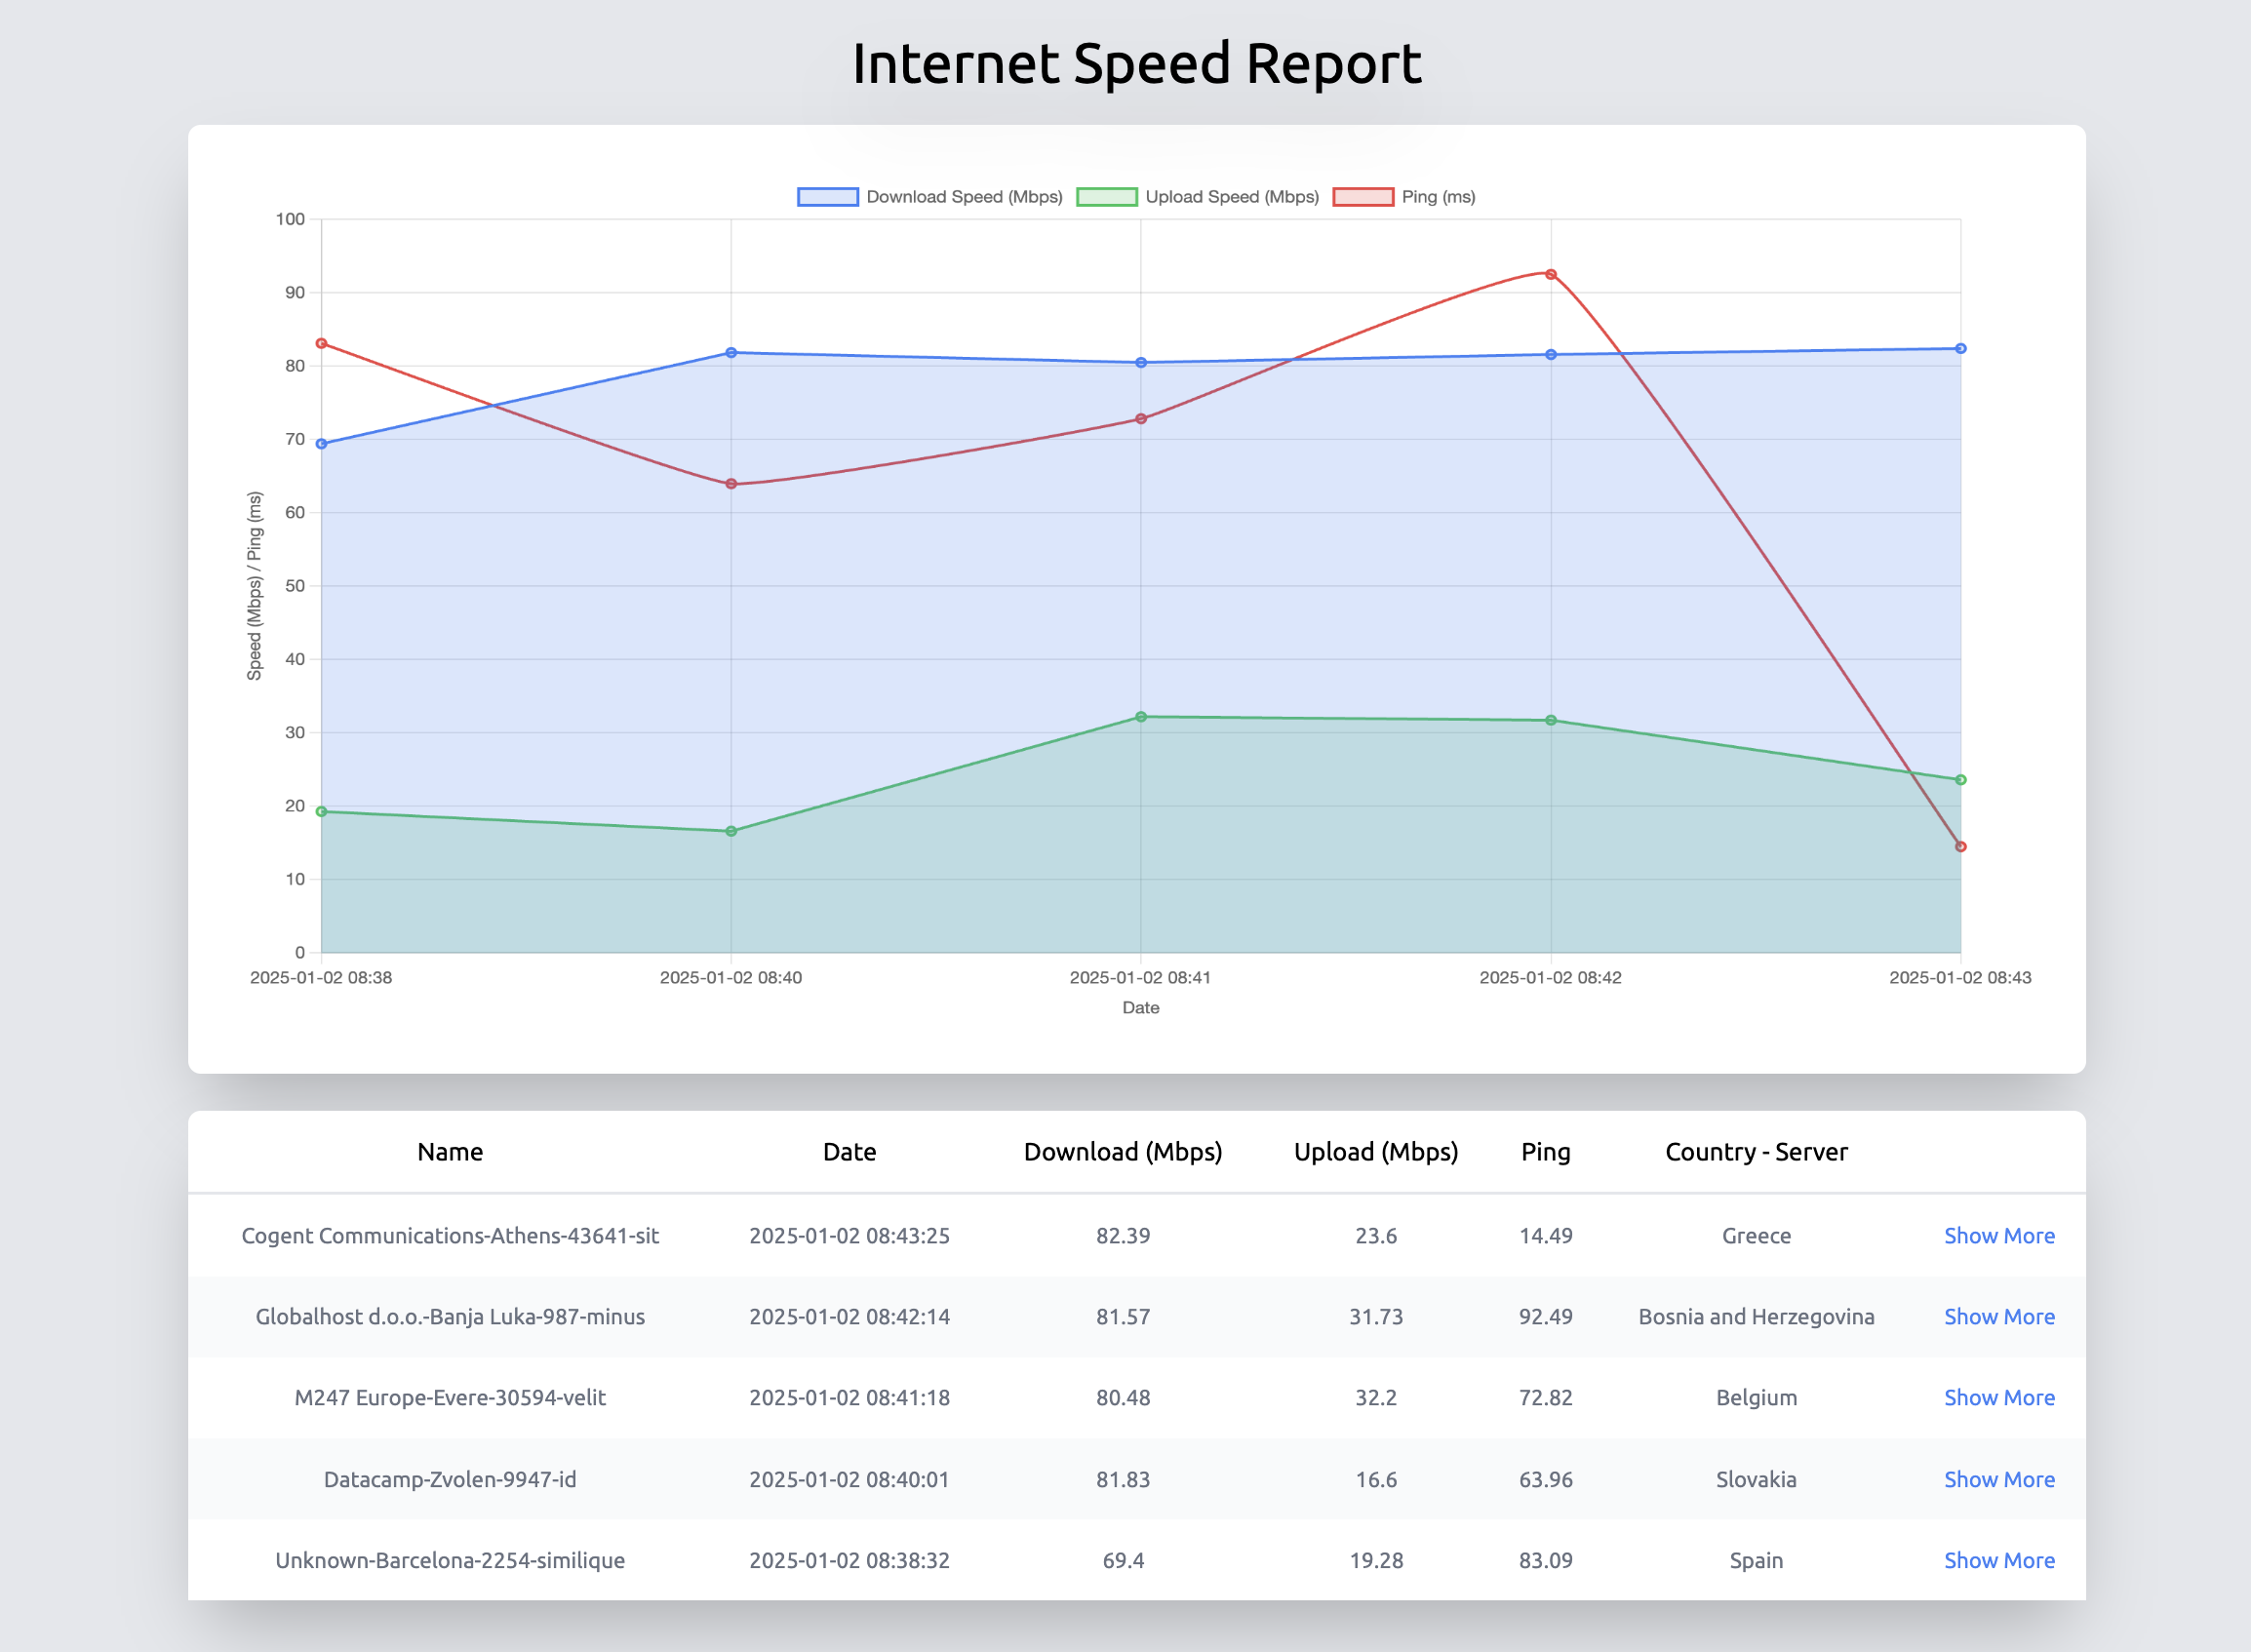 Internet Speed Report
Download Speed (Mbps) Upload Speed (Mbps) Ping (ms)
100
90
80
70
60
50
40
30
20
10
0
Speed (Mbps) / Ping (ms)
2025-01-02 08:38 2025-01-02 08:40 2025-01-02 08:41 2025-01-02 08:42 2025-01-02 08:43
Date
Name Date Download (Mbps) Upload (Mbps) Ping Country - Server
Cogent Communications-Athens-43641-sit 2025-01-02 08:43:25 82.39 23.6 14.49 Greece Show More
Globalhost d.o.o.-Banja Luka-987-minus 2025-01-02 08:42:14 81.57 31.73 92.49 Bosnia and Herzegovina Show More
M247 Europe-Evere-30594-velit 2025-01-02 08:41:18 80.48 32.2 72.82 Belgium Show More
Datacamp-Zvolen-9947-id 2025-01-02 08:40:01 81.83 16.6 63.96 Slovakia Show More
Unknown-Barcelona-2254-similique 2025-01-02 08:38:32 69.4 19.28 83.09 Spain Show More